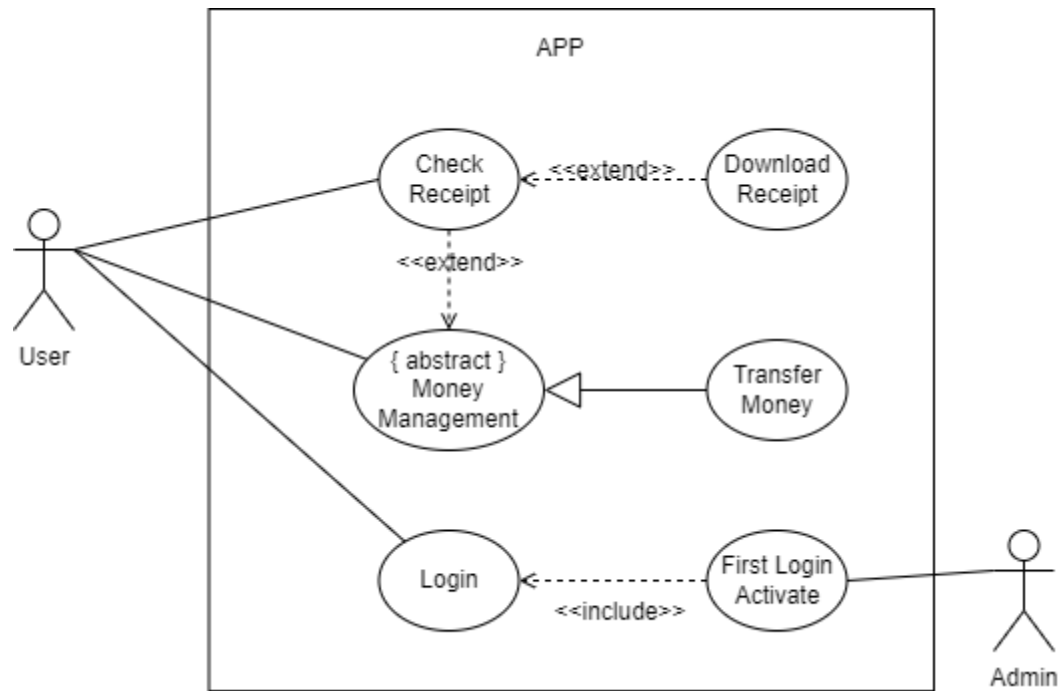 APP
Check
Receipt
<<extend>>
Download
Receipt
<<extend>>
User
{ abstract }
Money
Management
Transfer
Money
Login
<<include>>
First Login
Activate
Admin